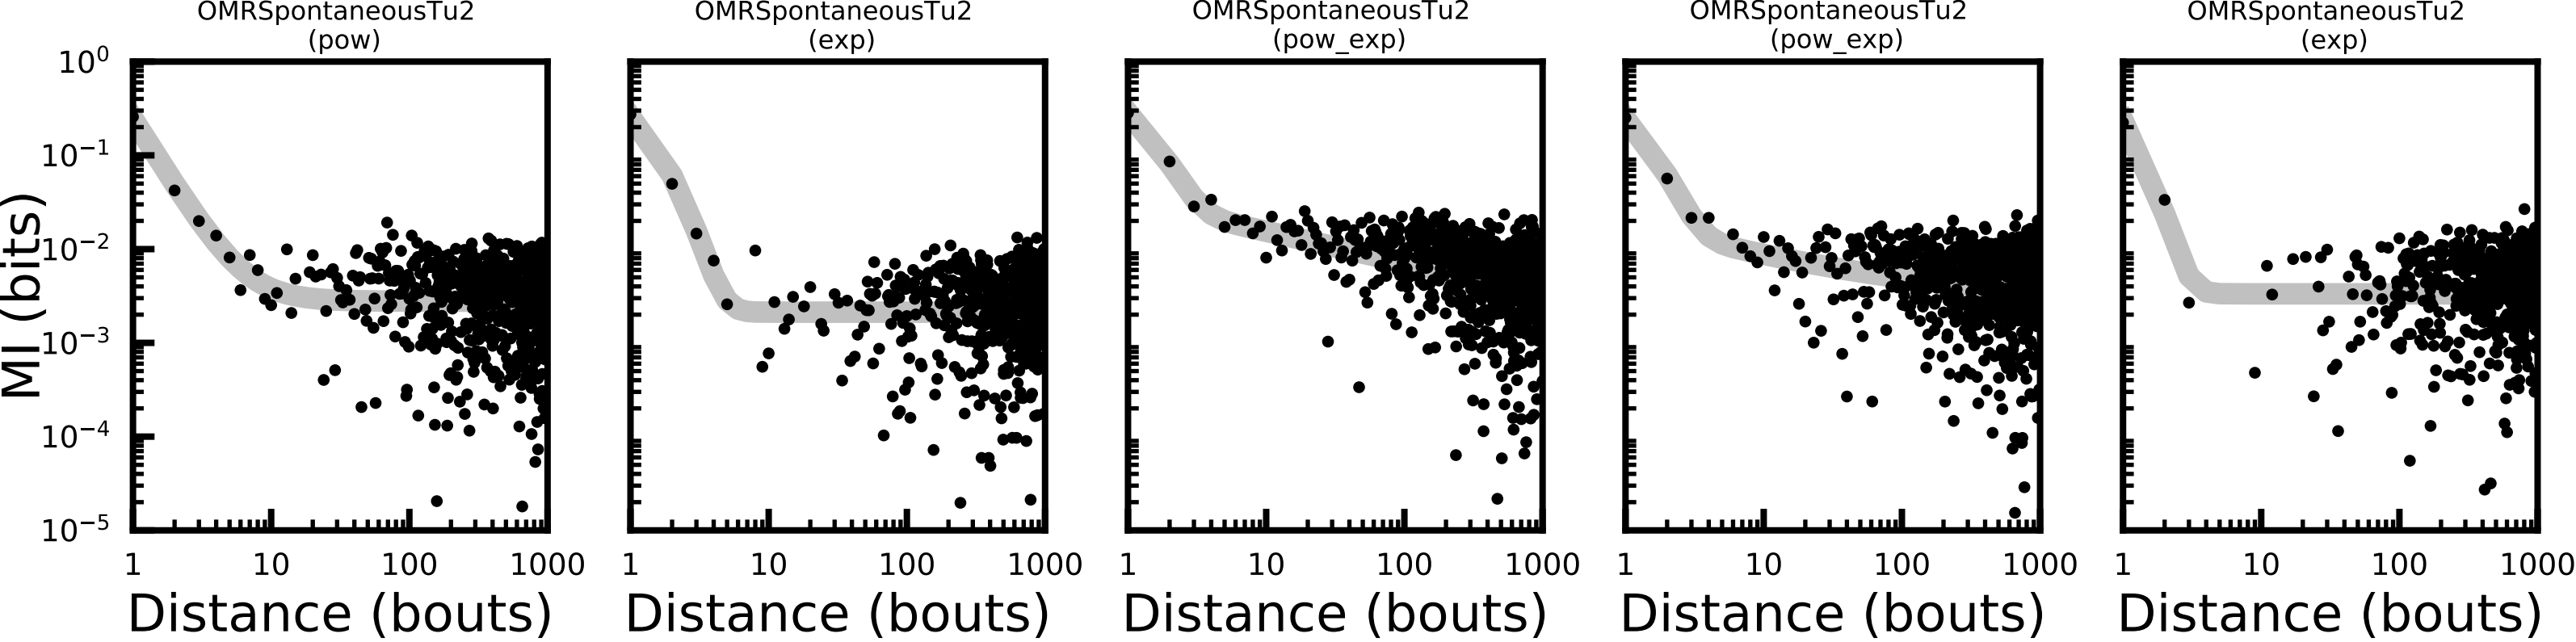 OMRSpontaneousTu2 OMRSpontaneousTu2 OMRSpontaneousTu2 OMRSpontaneousTu2 OMRSpontaneousTu2
(pow) (exp) (pow_exp) (pow_exp) (exp)
MI (bits)
10⁰
10⁻¹
10⁻²
10⁻³
10⁻⁴
10⁻⁵
1 10 100 1000 1 10 100 1000 1 10 100 1000 1 10 100 1000 1 10 100 1000
Distance (bouts) Distance (bouts) Distance (bouts) Distance (bouts) Distance (bouts)